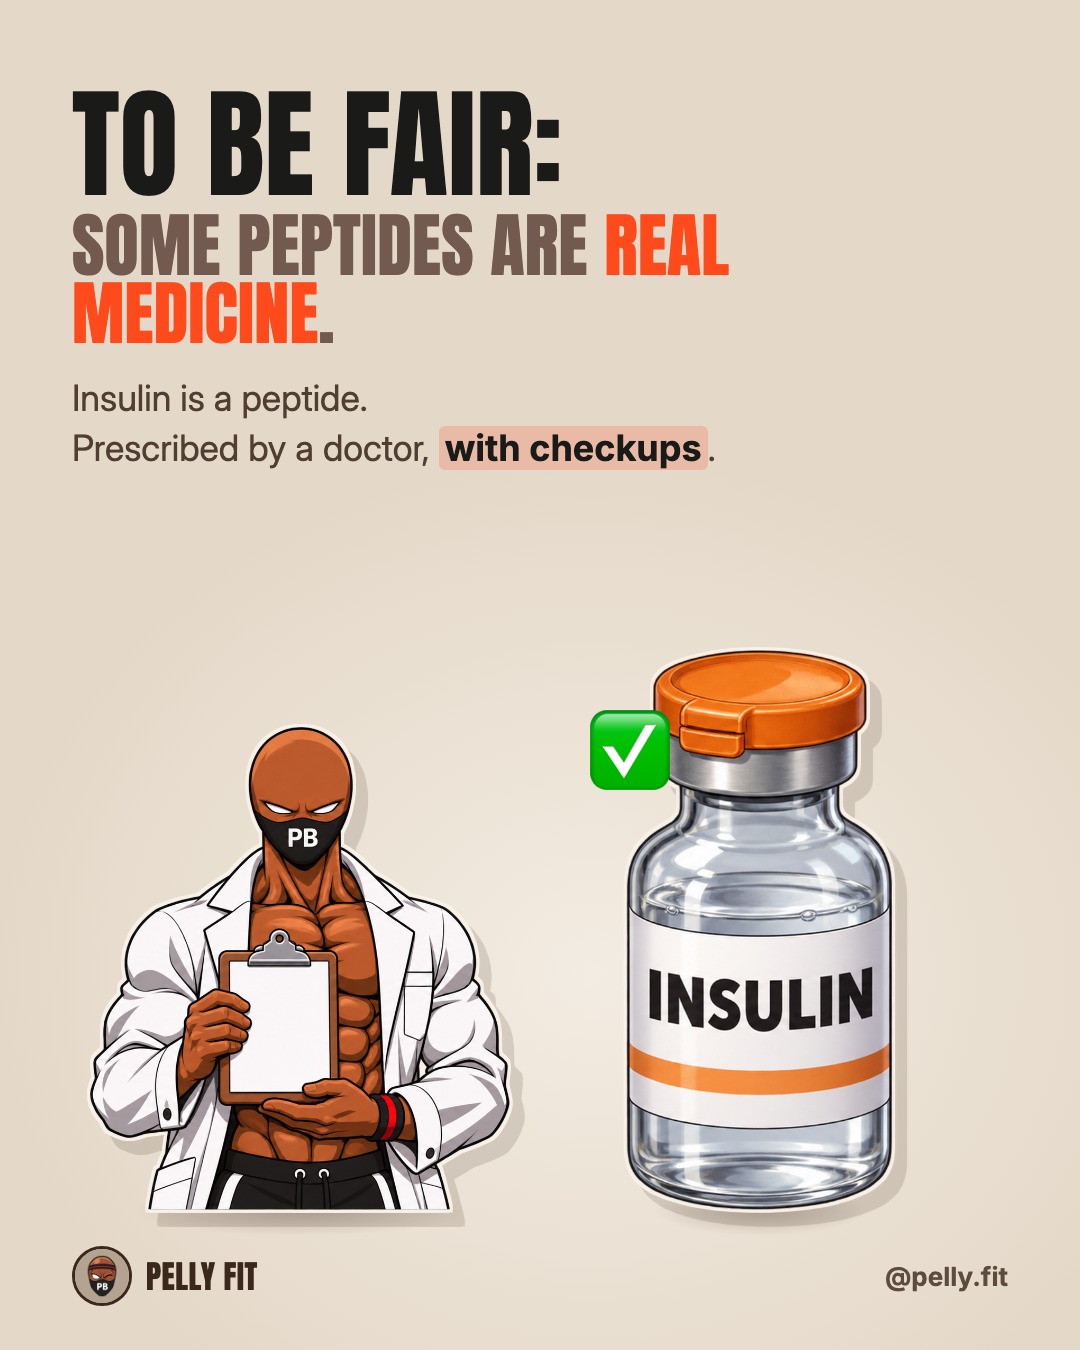 TO BE FAIR:
SOME PEPTIDES ARE REAL
MEDICINE.
Insulin is a peptide.
Prescribed by a doctor, with checkups.
PB
INSULIN
PB
PELLY FIT
@pelly.fit